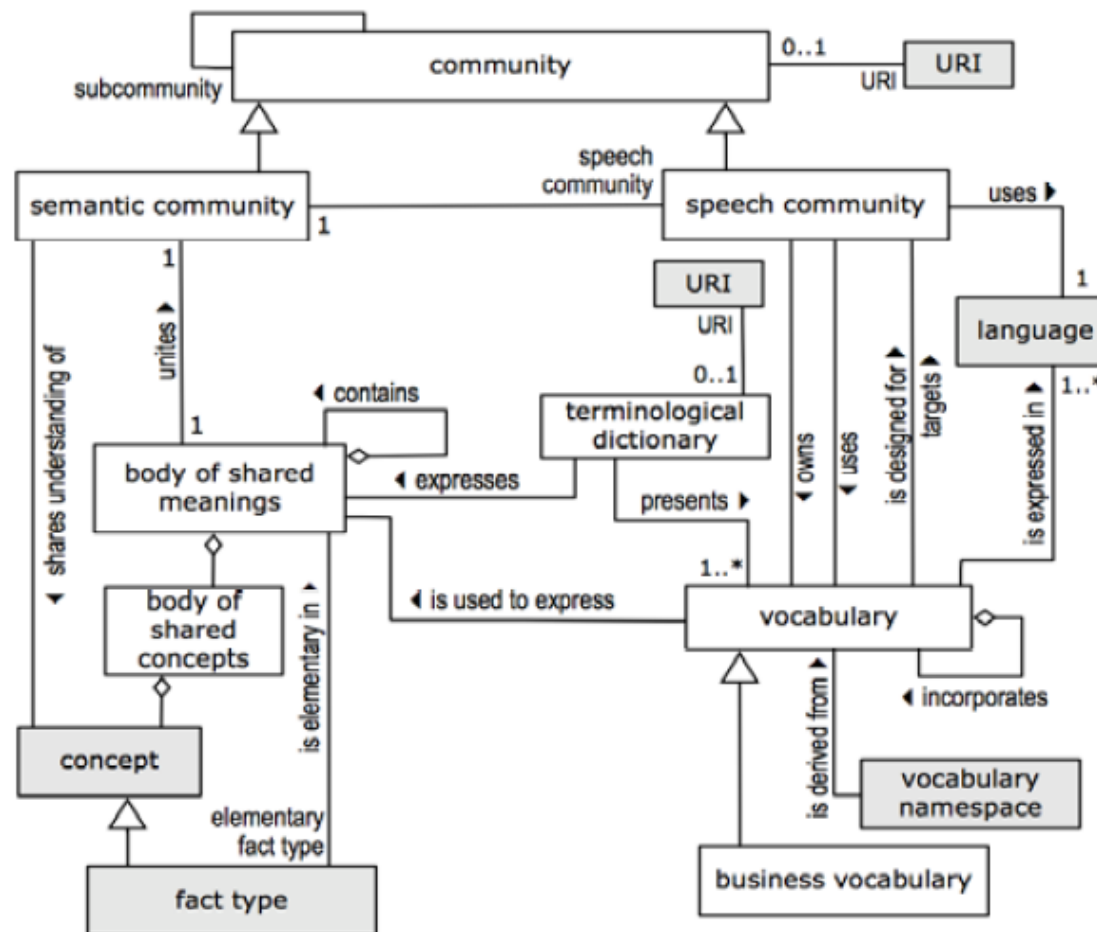 community
0..1
URI
URI
subcommunity
speech
community
semantic community
1
speech community
uses ▶
1
language
1..*
1
unites ▶
1
◀ shares understanding of
URI
URI
0..1
terminological
dictionary
◀ contains
body of shared
meanings
◀ expresses
presents ▶
1..*
◀ owns
◀ uses
is designed for ▶
targets ▶
is expressed in ▶
body of
shared
concepts
is elementary in ▶
◀ is used to express
vocabulary
◀ incorporates
is derived from ▶
concept
vocabulary
namespace
elementary
fact type
fact type
business vocabulary